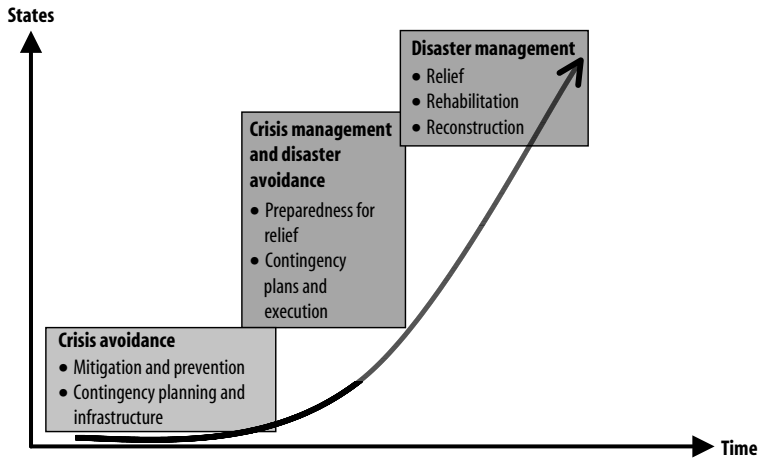 States
Disaster management
• Relief
• Rehabilitation
• Reconstruction
Crisis management
and disaster
avoidance
• Preparedness for
relief
• Contingency
plans and
execution
Crisis avoidance
• Mitigation and prevention
• Contingency planning and
infrastructure
Time